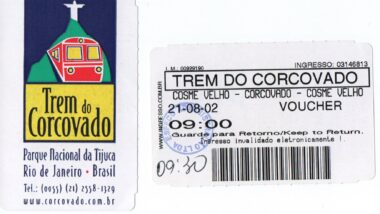 Trem do
Corcovado
Parque Nacional da Tijuca
Rio de Janeiro • Brasil
Tel.: (0055) (21) 2558-1329
www.corcovado.com.br
I.M.: 00929190
INGRESSO: 03146813
TREM DO CORCOVADO
COSME VELHO - CORCOVADO - COSME VELHO
21-08-02 VOUCHER
09:00
Guarde para Retorno/Keep to Return.
Ingresso invalidado eletronicamente !.
09:30